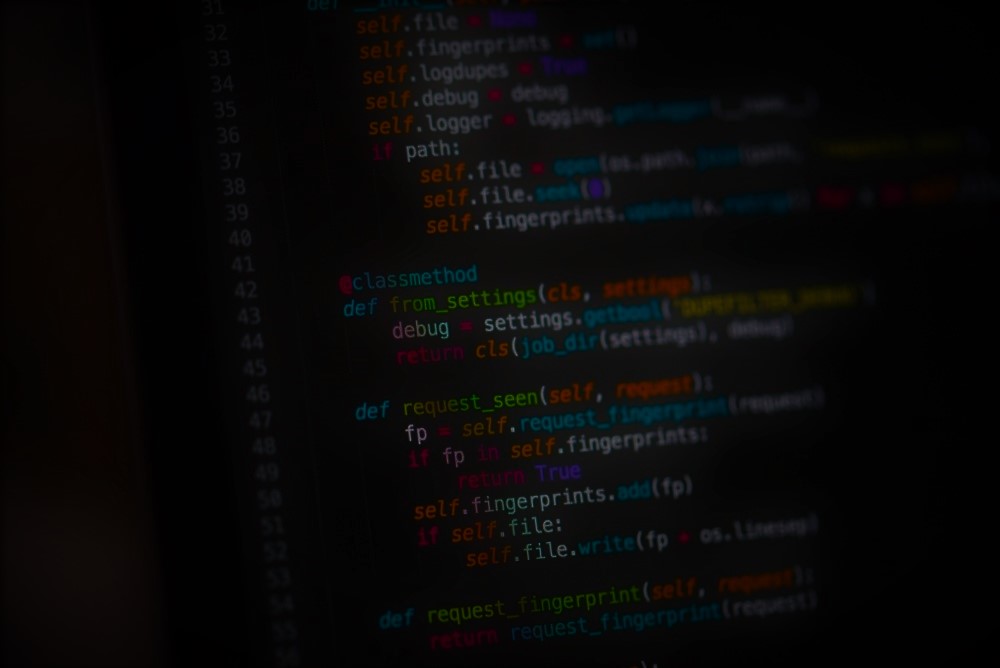 31 def __init__(self,
32 self.file = None
33 self.fingerprints = set()
34 self.logdupes = True
35 self.debug = debug
36 self.logger = logging.getLogger(__name__)
37 if path:
38 self.file = open(os.path.join(path,
39 self.file.seek(0)
40 self.fingerprints.update(
41
42 @classmethod
43 def from_settings(cls, settings):
44 debug = settings.getbool('DUPEFILTER_DEBUG')
45 return cls(job_dir(settings), debug)
46
47 def request_seen(self, request):
48 fp = self.request_fingerprint(request)
49 if fp in self.fingerprints:
50 return True
51 self.fingerprints.add(fp)
52 if self.file:
53 self.file.write(fp + os.linesep)
54
55 def request_fingerprint(self, request):
return request_fingerprint(request)